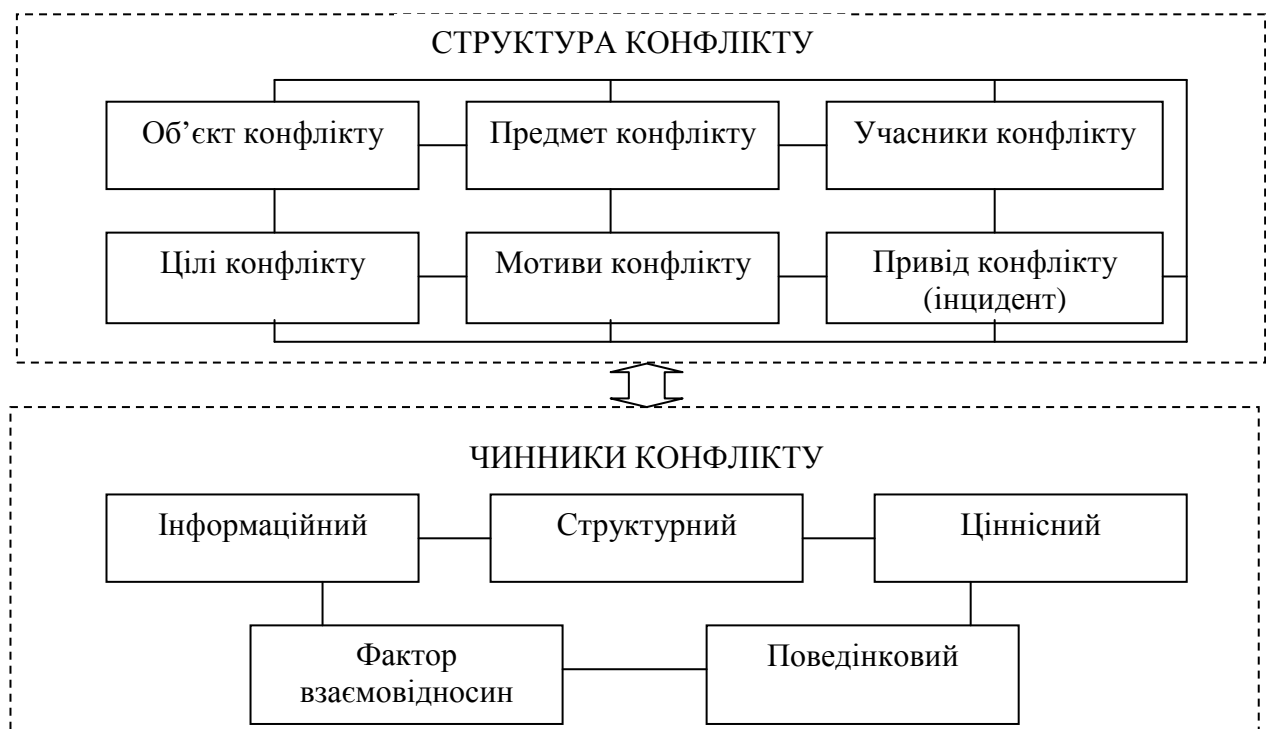 СТРУКТУРА КОНФЛІКТУ
Об’єкт конфлікту
Предмет конфлікту
Учасники конфлікту
Цілі конфлікту
Мотиви конфлікту
Привід конфлікту
(інцидент)
ЧИННИКИ КОНФЛІКТУ
Інформаційний
Структурний
Ціннісний
Фактор
взаємовідносин
Поведінковий